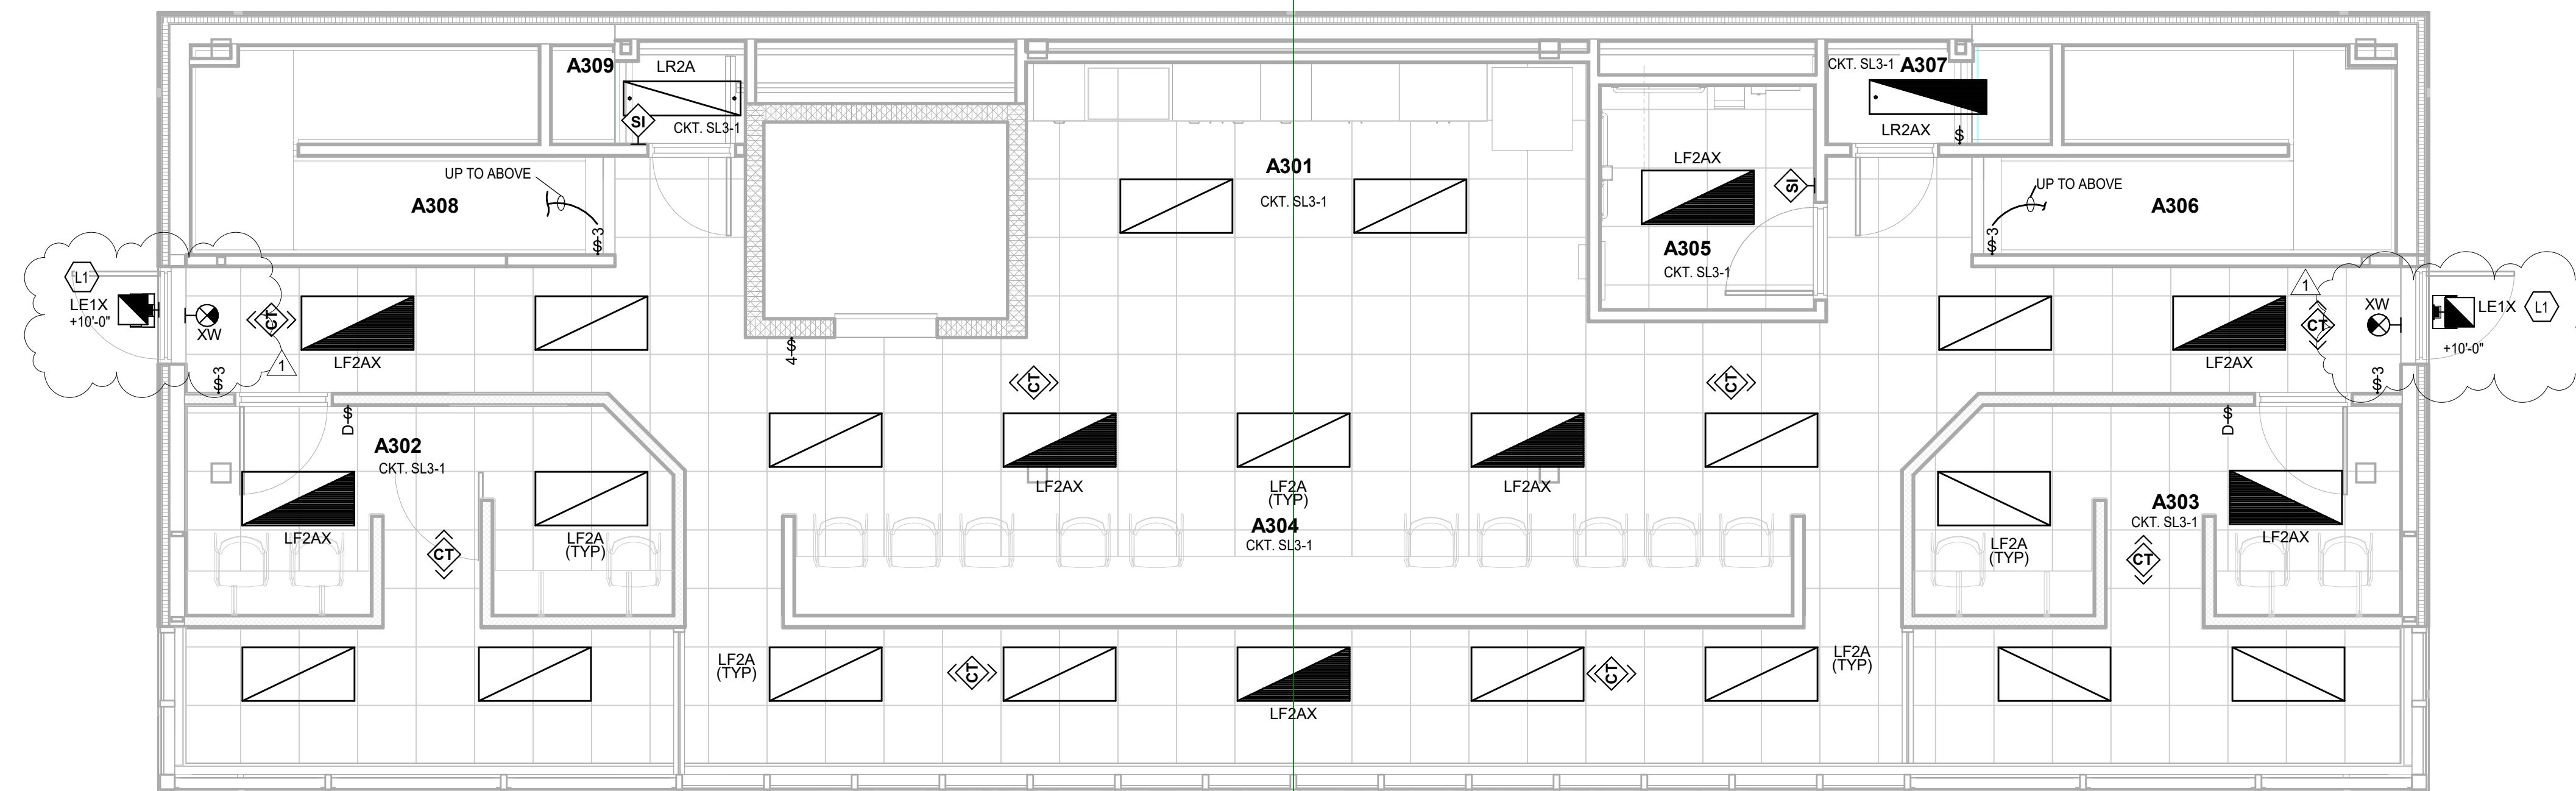 A309
LR2A
SI
CKT. SL3-1
CKT. SL3-1
A307
LR2AX
$
A301
CKT. SL3-1
LF2AX
SI
A305
CKT. SL3-1
UP TO ABOVE
A308
$3
UP TO ABOVE
A306
$3
L1
LE1X
+10'-0"
XW
CT
1
LF2AX
$3
4$
CT
CT
1
XW
CT
LE1X
L1
+10'-0"
LF2AX
$3
D$
A302
CKT. SL3-1
LF2AX
LF2A
(TYP)
CT
LF2AX
LF2A
(TYP)
LF2AX
A304
CKT. SL3-1
D$
A303
CKT. SL3-1
LF2A
(TYP)
CT
LF2AX
LF2A
(TYP)
CT
LF2AX
CT
LF2A
(TYP)